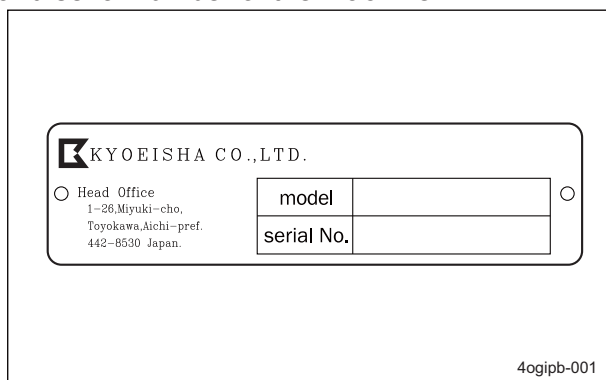 KYOEISHA CO.,LTD.
Head Office
1-26,Miyuki-cho,
Toyokawa,Aichi-pref.
442-8530 Japan.
model
serial No.
4ogipb-001